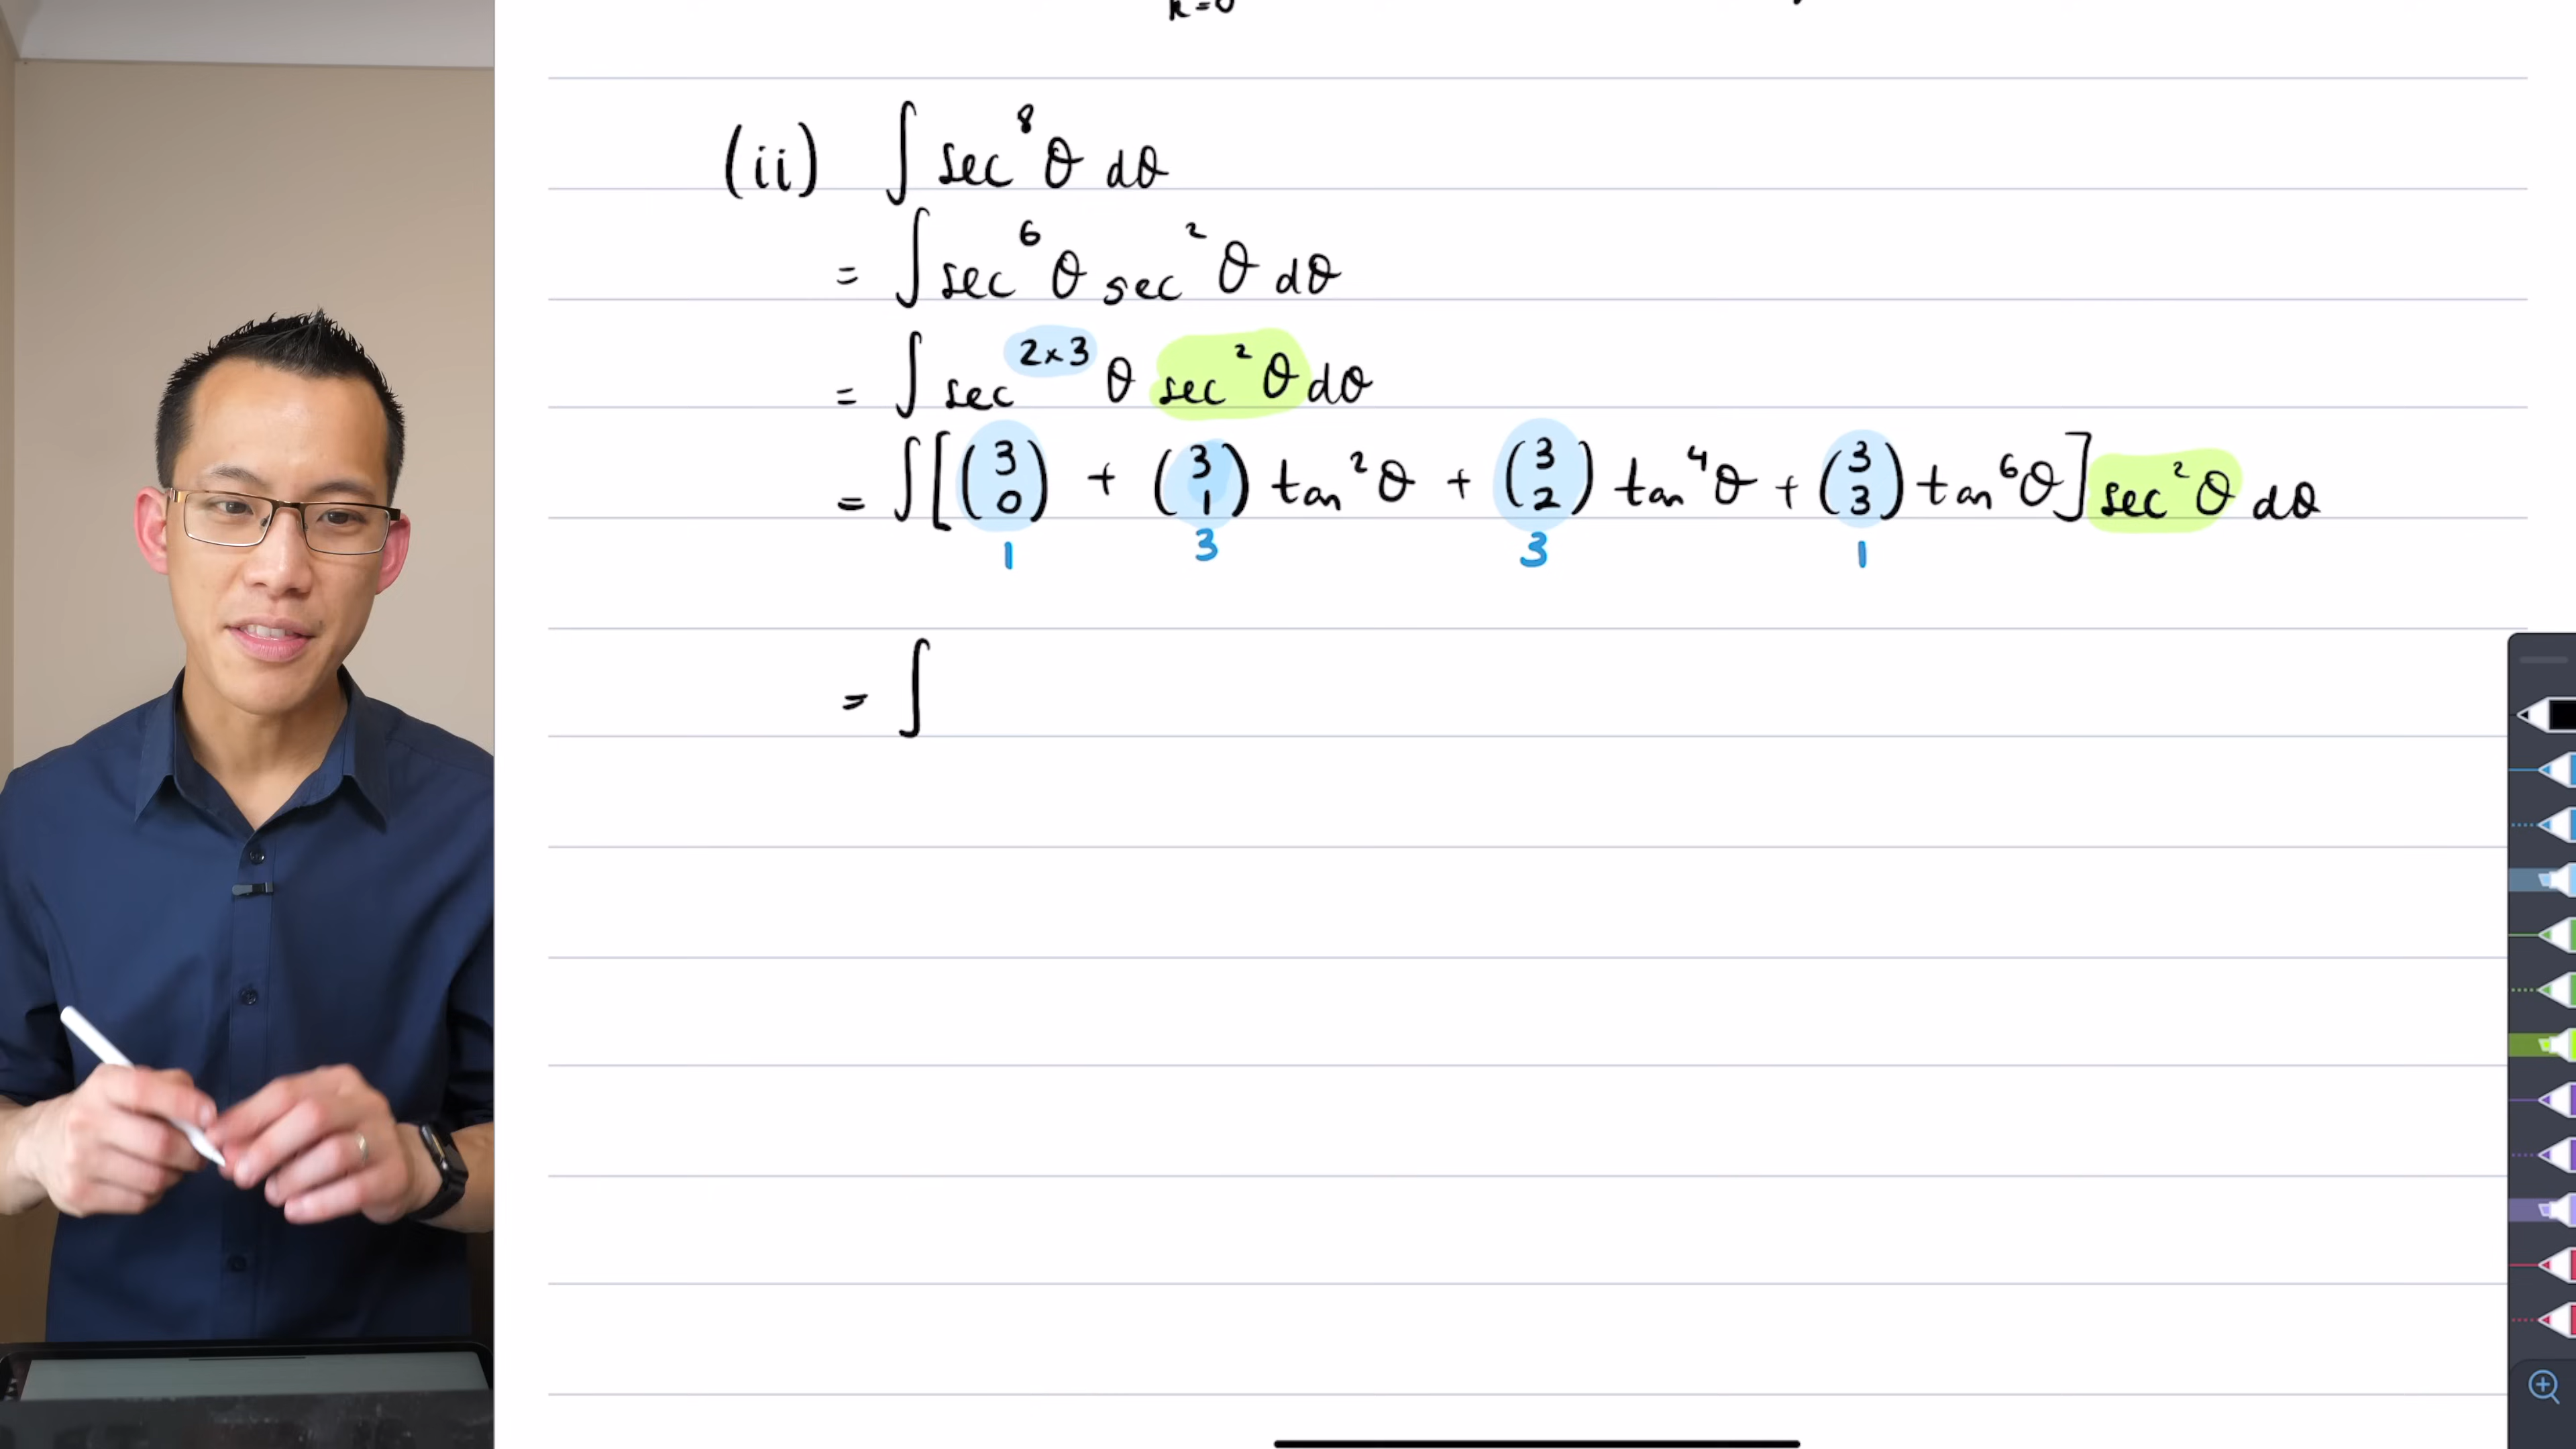 k=0
(ii) ∫ sec⁸θ dθ
= ∫ sec⁶θ sec²θ dθ
= ∫ sec^(2×3) θ sec²θ dθ
= ∫ [ (3 0) + (3 1) tan²θ + (3 2) tan⁴θ + (3 3) tan⁶θ ] sec²θ dθ
1 3 3 1
= ∫